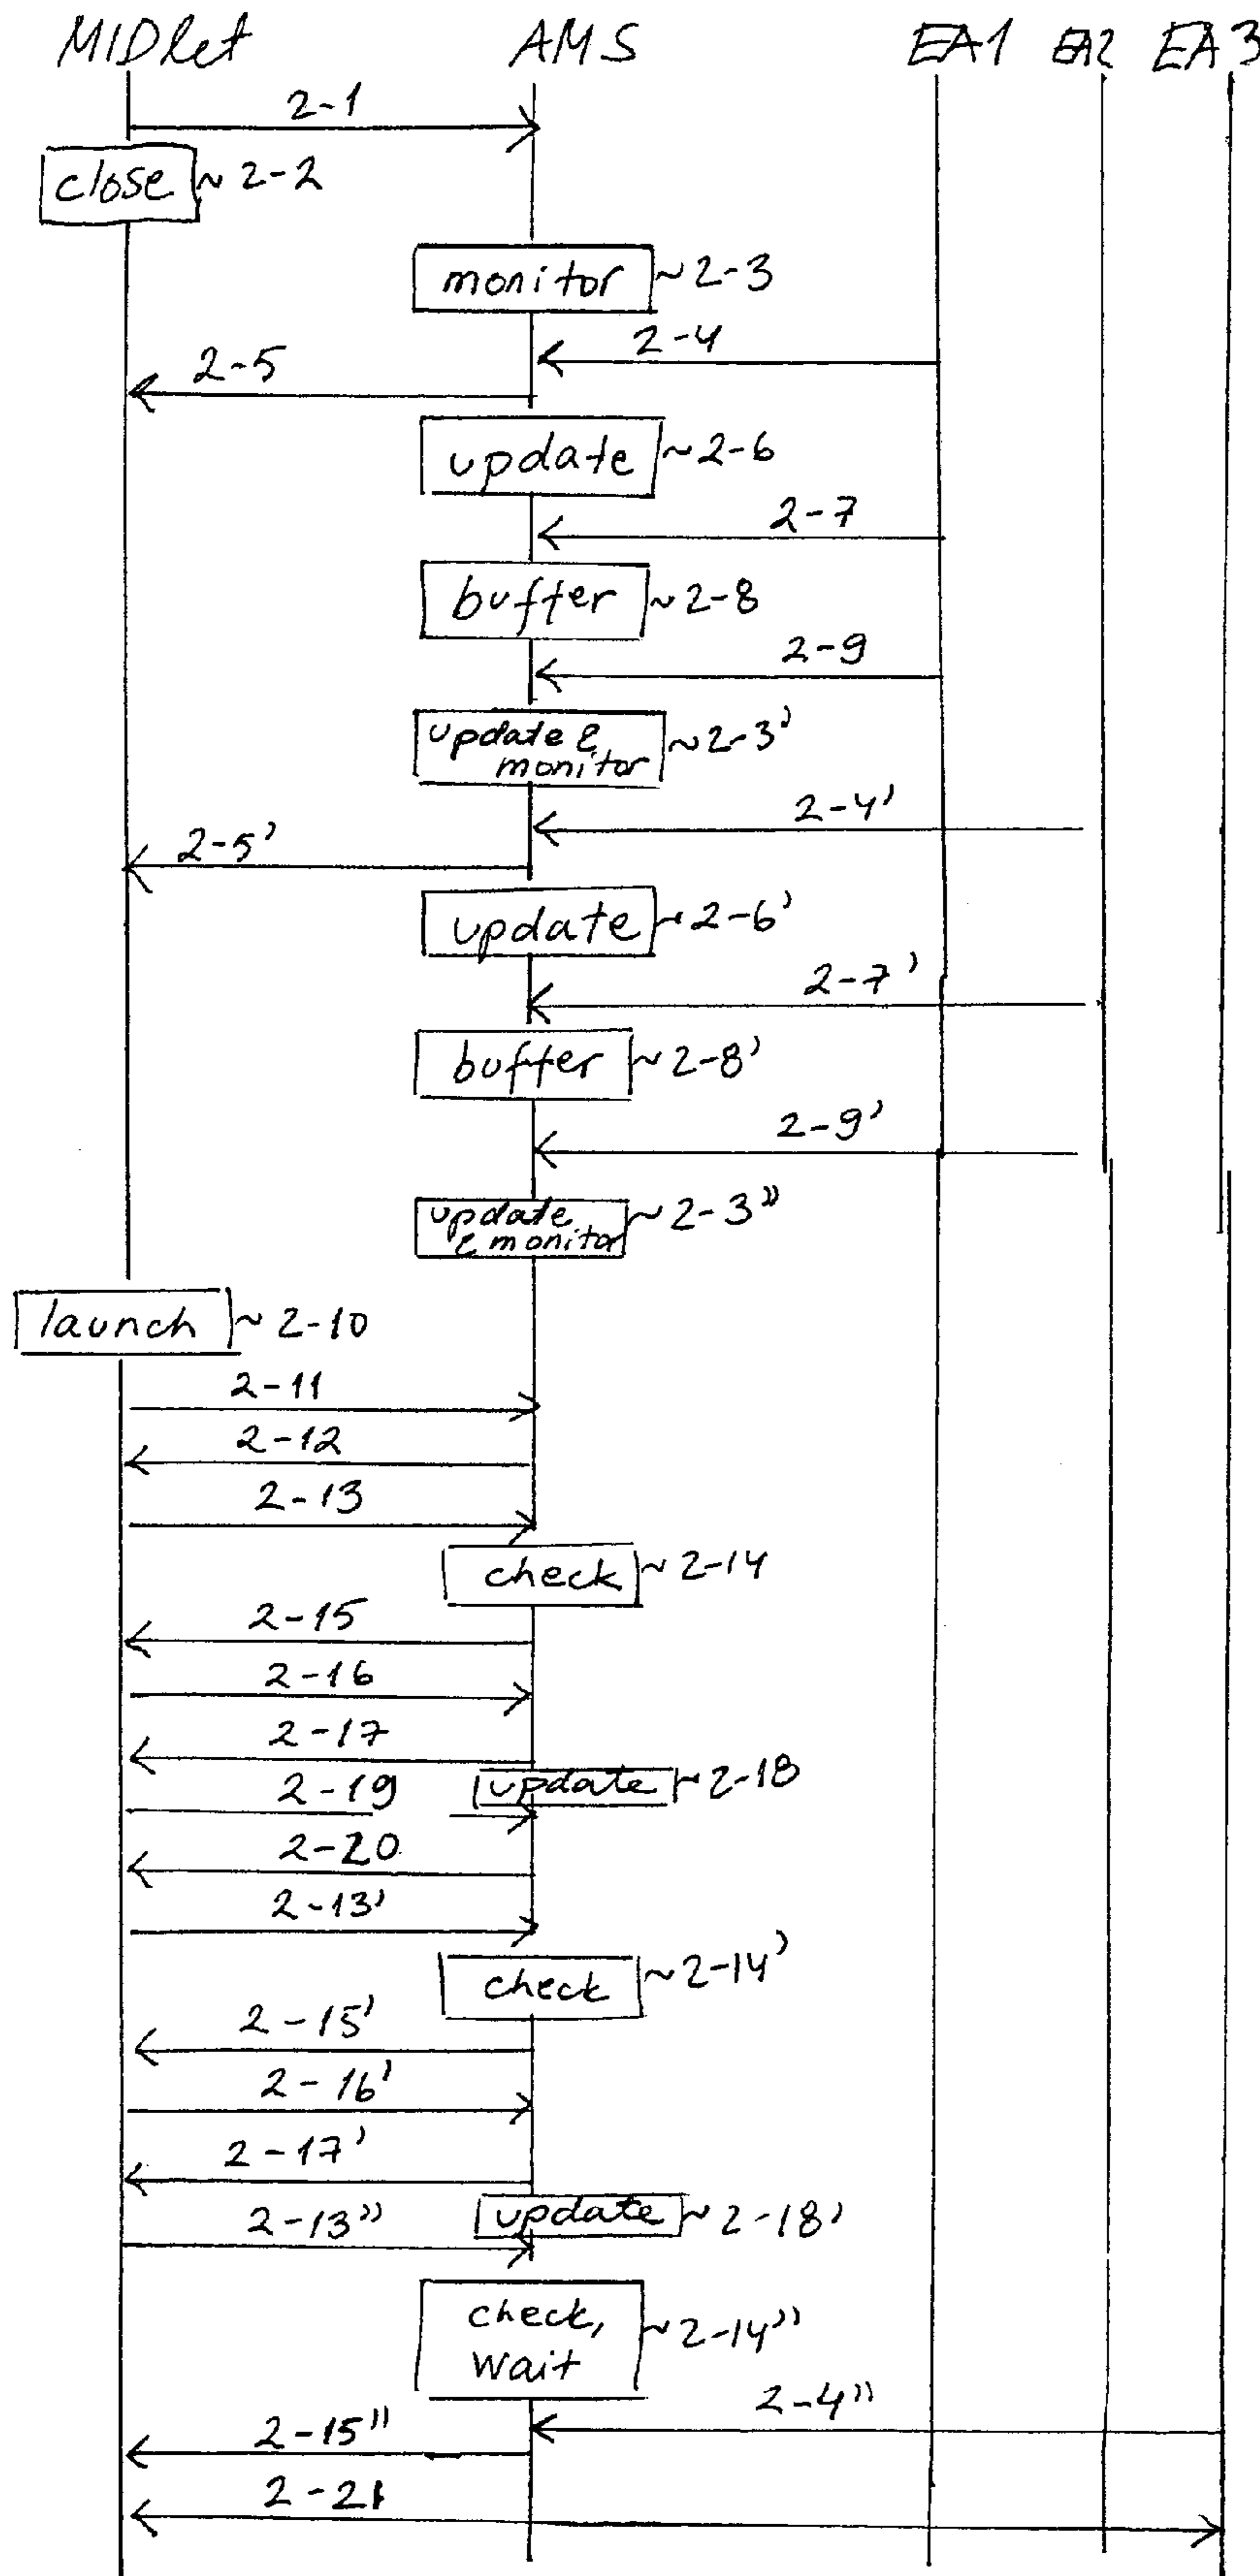 MIDlet AMS EA1 EA2 EA3
2-1
close ~ 2-2
monitor ~ 2-3
2-4
2-5
update ~ 2-6
2-7
buffer ~ 2-8
2-9
update &
monitor ~ 2-3'
2-4'
2-5'
update ~ 2-6'
2-7'
buffer ~ 2-8'
2-9'
update
& monitor ~ 2-3''
launch ~ 2-10
2-11
2-12
2-13
check ~ 2-14
2-15
2-16
2-17
update ~ 2-18
2-19
2-20
2-13'
check ~ 2-14'
2-15'
2-16'
2-17'
update ~ 2-18'
2-13''
check,
wait ~ 2-14''
2-4''
2-15''
2-21